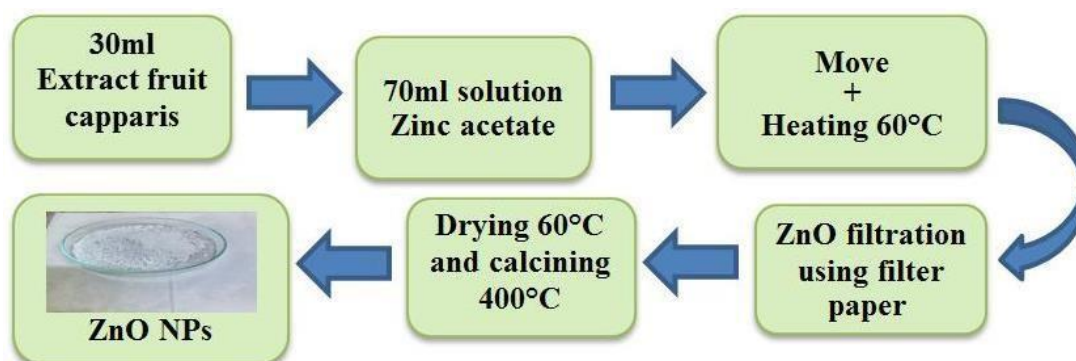 30ml
Extract fruit
capparis
70ml solution
Zinc acetate
Move
+
Heating 60°C
ZnO filtration
using filter
paper
Drying 60°C
and calcining
400°C
ZnO NPs